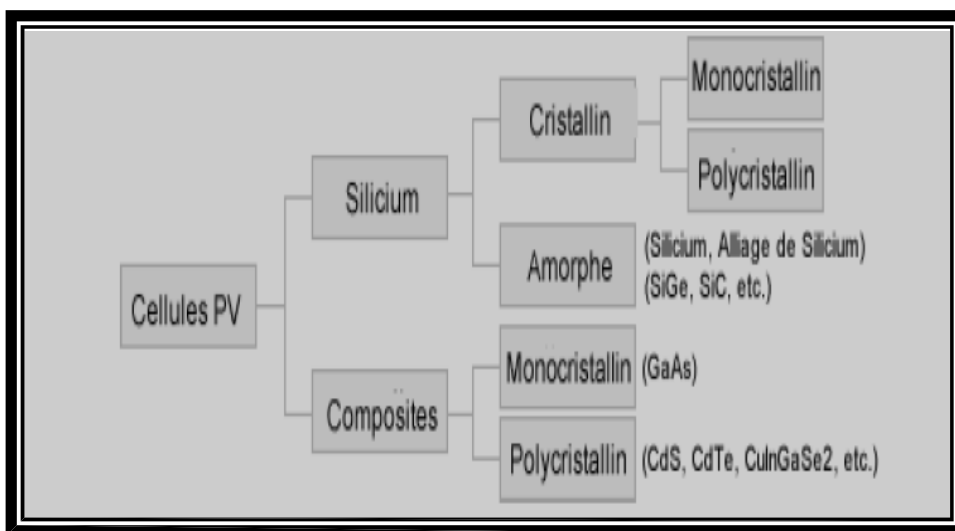 Cellules PV
Silicium
Cristallin
Monocristallin
Polycristallin
Amorphe
(Silicium, Alliage de Silicium)
(SiGe, SiC, etc.)
Composites
Monocristallin (GaAs)
Polycristallin (CdS, CdTe, CuInGaSe2, etc.)